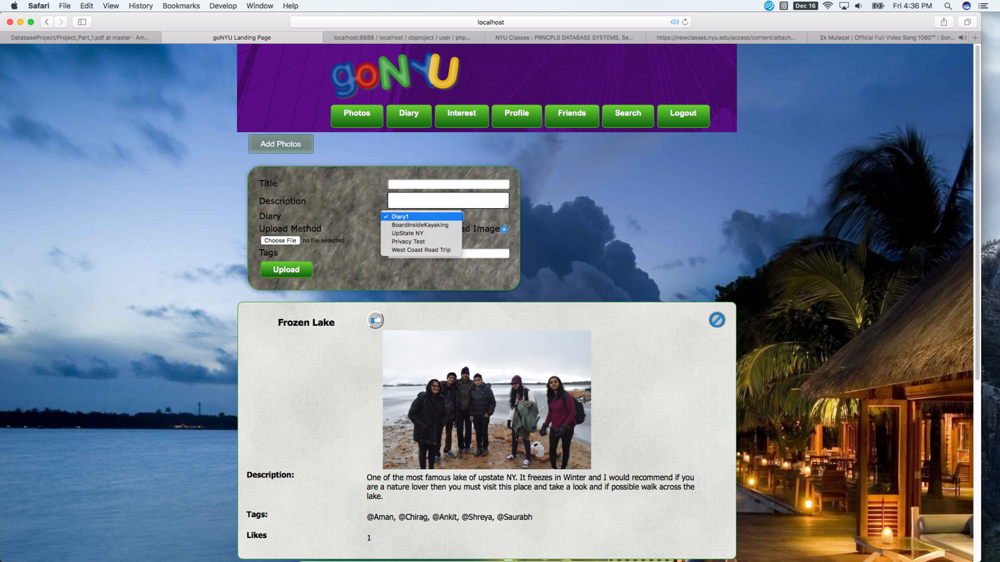 Safari File Edit View History Bookmarks Develop Window Help Dec 16 Fri 4:36 PM
localhost
DatabaseProject/Project_Part_1.pdf at master · Am... goNYU Landing Page localhost:8888 / localhost / dbproject / user | php... NYU Classes : PRNCPLS DATABASE SYSTEMS, Se... https://newclasses.nyu.edu/access/content/attach... Ek Mulaqat | Official Full Video Song 1080°° | Son...
goNYU
Photos Diary Interest Profile Friends Search Logout
Add Photos
Title
Description
Diary
Diary1
BoardInsideKayaking
UpState NY
Privacy Test
West Coast Road Trip
Upload Method ad Image
Choose File no file selected
Tags
Upload
Frozen Lake
Description: One of the most famous lake of upstate NY. It freezes in Winter and I would recommend if you
are a nature lover then you must visit this place and take a look and if possible walk across the
lake.
Tags: @Aman, @Chirag, @Ankit, @Shreya, @Saurabh
Likes 1